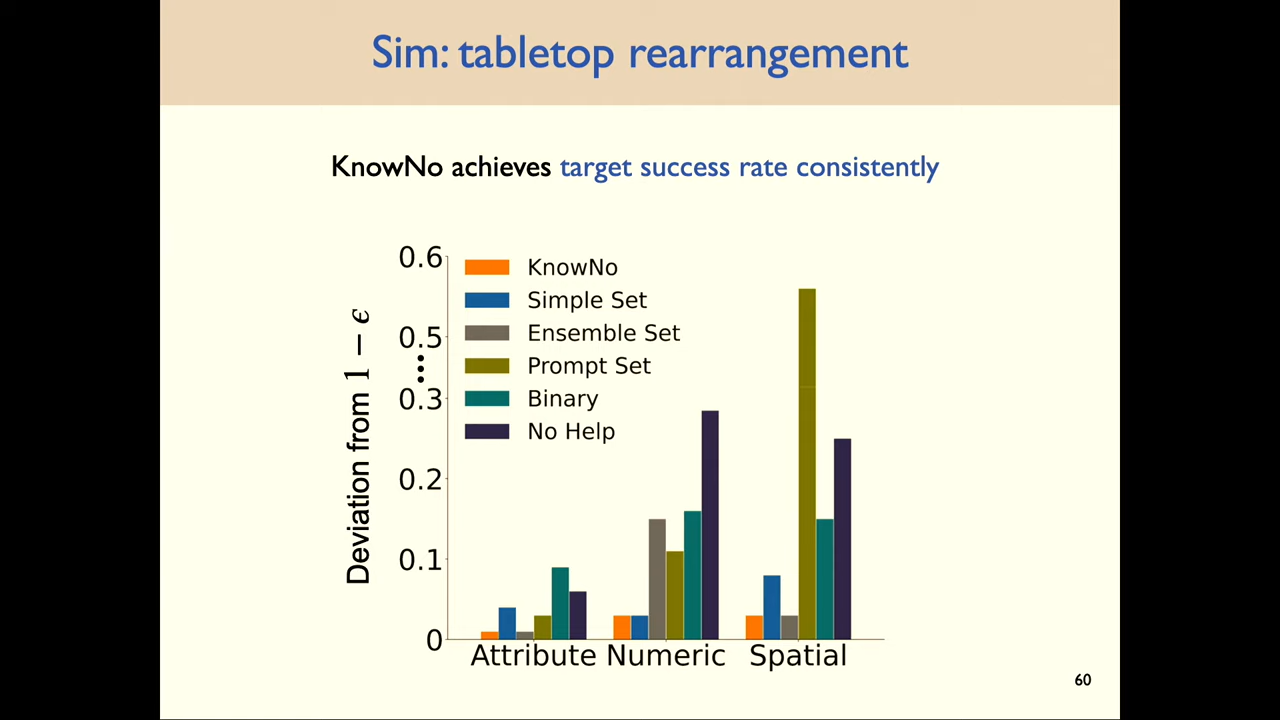 Sim: tabletop rearrangement
KnowNo achieves target success rate consistently
Deviation from 1 − ϵ
0.6
0.5
0.3
0.2
0.1
0
KnowNo
Simple Set
Ensemble Set
Prompt Set
Binary
No Help
Attribute Numeric Spatial
60